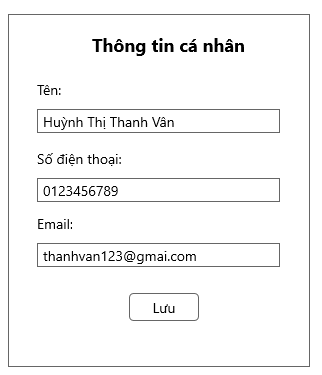 Thông tin cá nhân
Tên:
Huỳnh Thị Thanh Vân
Số điện thoại:
0123456789
Email:
thanhvan123@gmai.com
Lưu